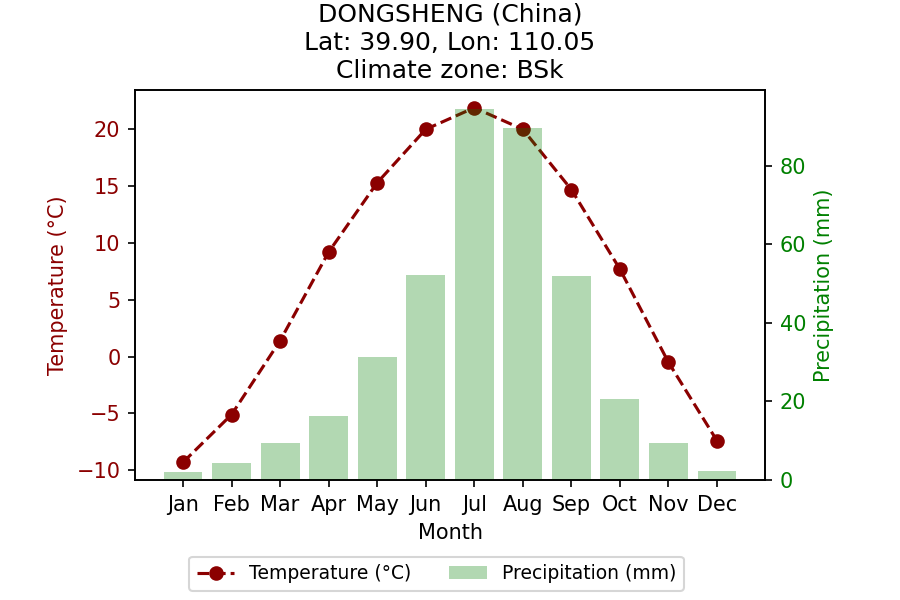 DONGSHENG (China)
Lat: 39.90, Lon: 110.05
Climate zone: BSk
Temperature (°C)
20
15
10
5
0
−5
−10
80
60
40
20
0
Precipitation (mm)
Jan Feb Mar Apr May Jun Jul Aug Sep Oct Nov Dec
Month
Temperature (°C) Precipitation (mm)